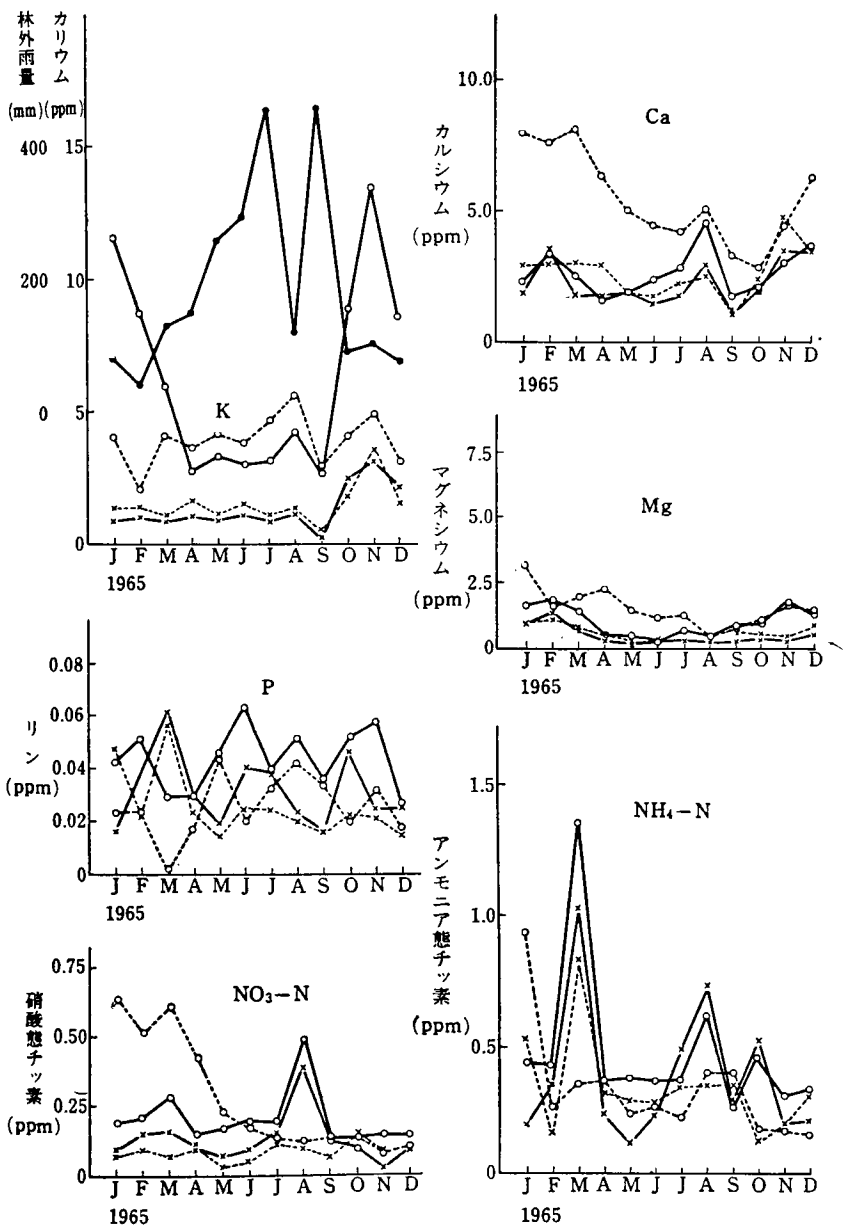 林外雨量
(mm)
カリウム
(ppm)
400
200
0
15
10
5
0
K
J F M A M J J A S O N D
1965
カルシウム
(ppm)
10.0
5.0
0
Ca
J F M A M J J A S O N D
1965
マグネシウム
(ppm)
7.5
5.0
2.5
0
Mg
J F M A M J J A S O N D
1965
リン
(ppm)
0.08
0.06
0.04
0.02
0
P
J F M A M J J A S O N D
1965
アンモニア態チッ素
(ppm)
1.5
1.0
0.5
0
NH₄-N
J F M A M J J A S O N D
1965
硝酸態チッ素
(ppm)
0.75
0.50
0.25
0
NO₃-N
J F M A M J J A S O N D
1965